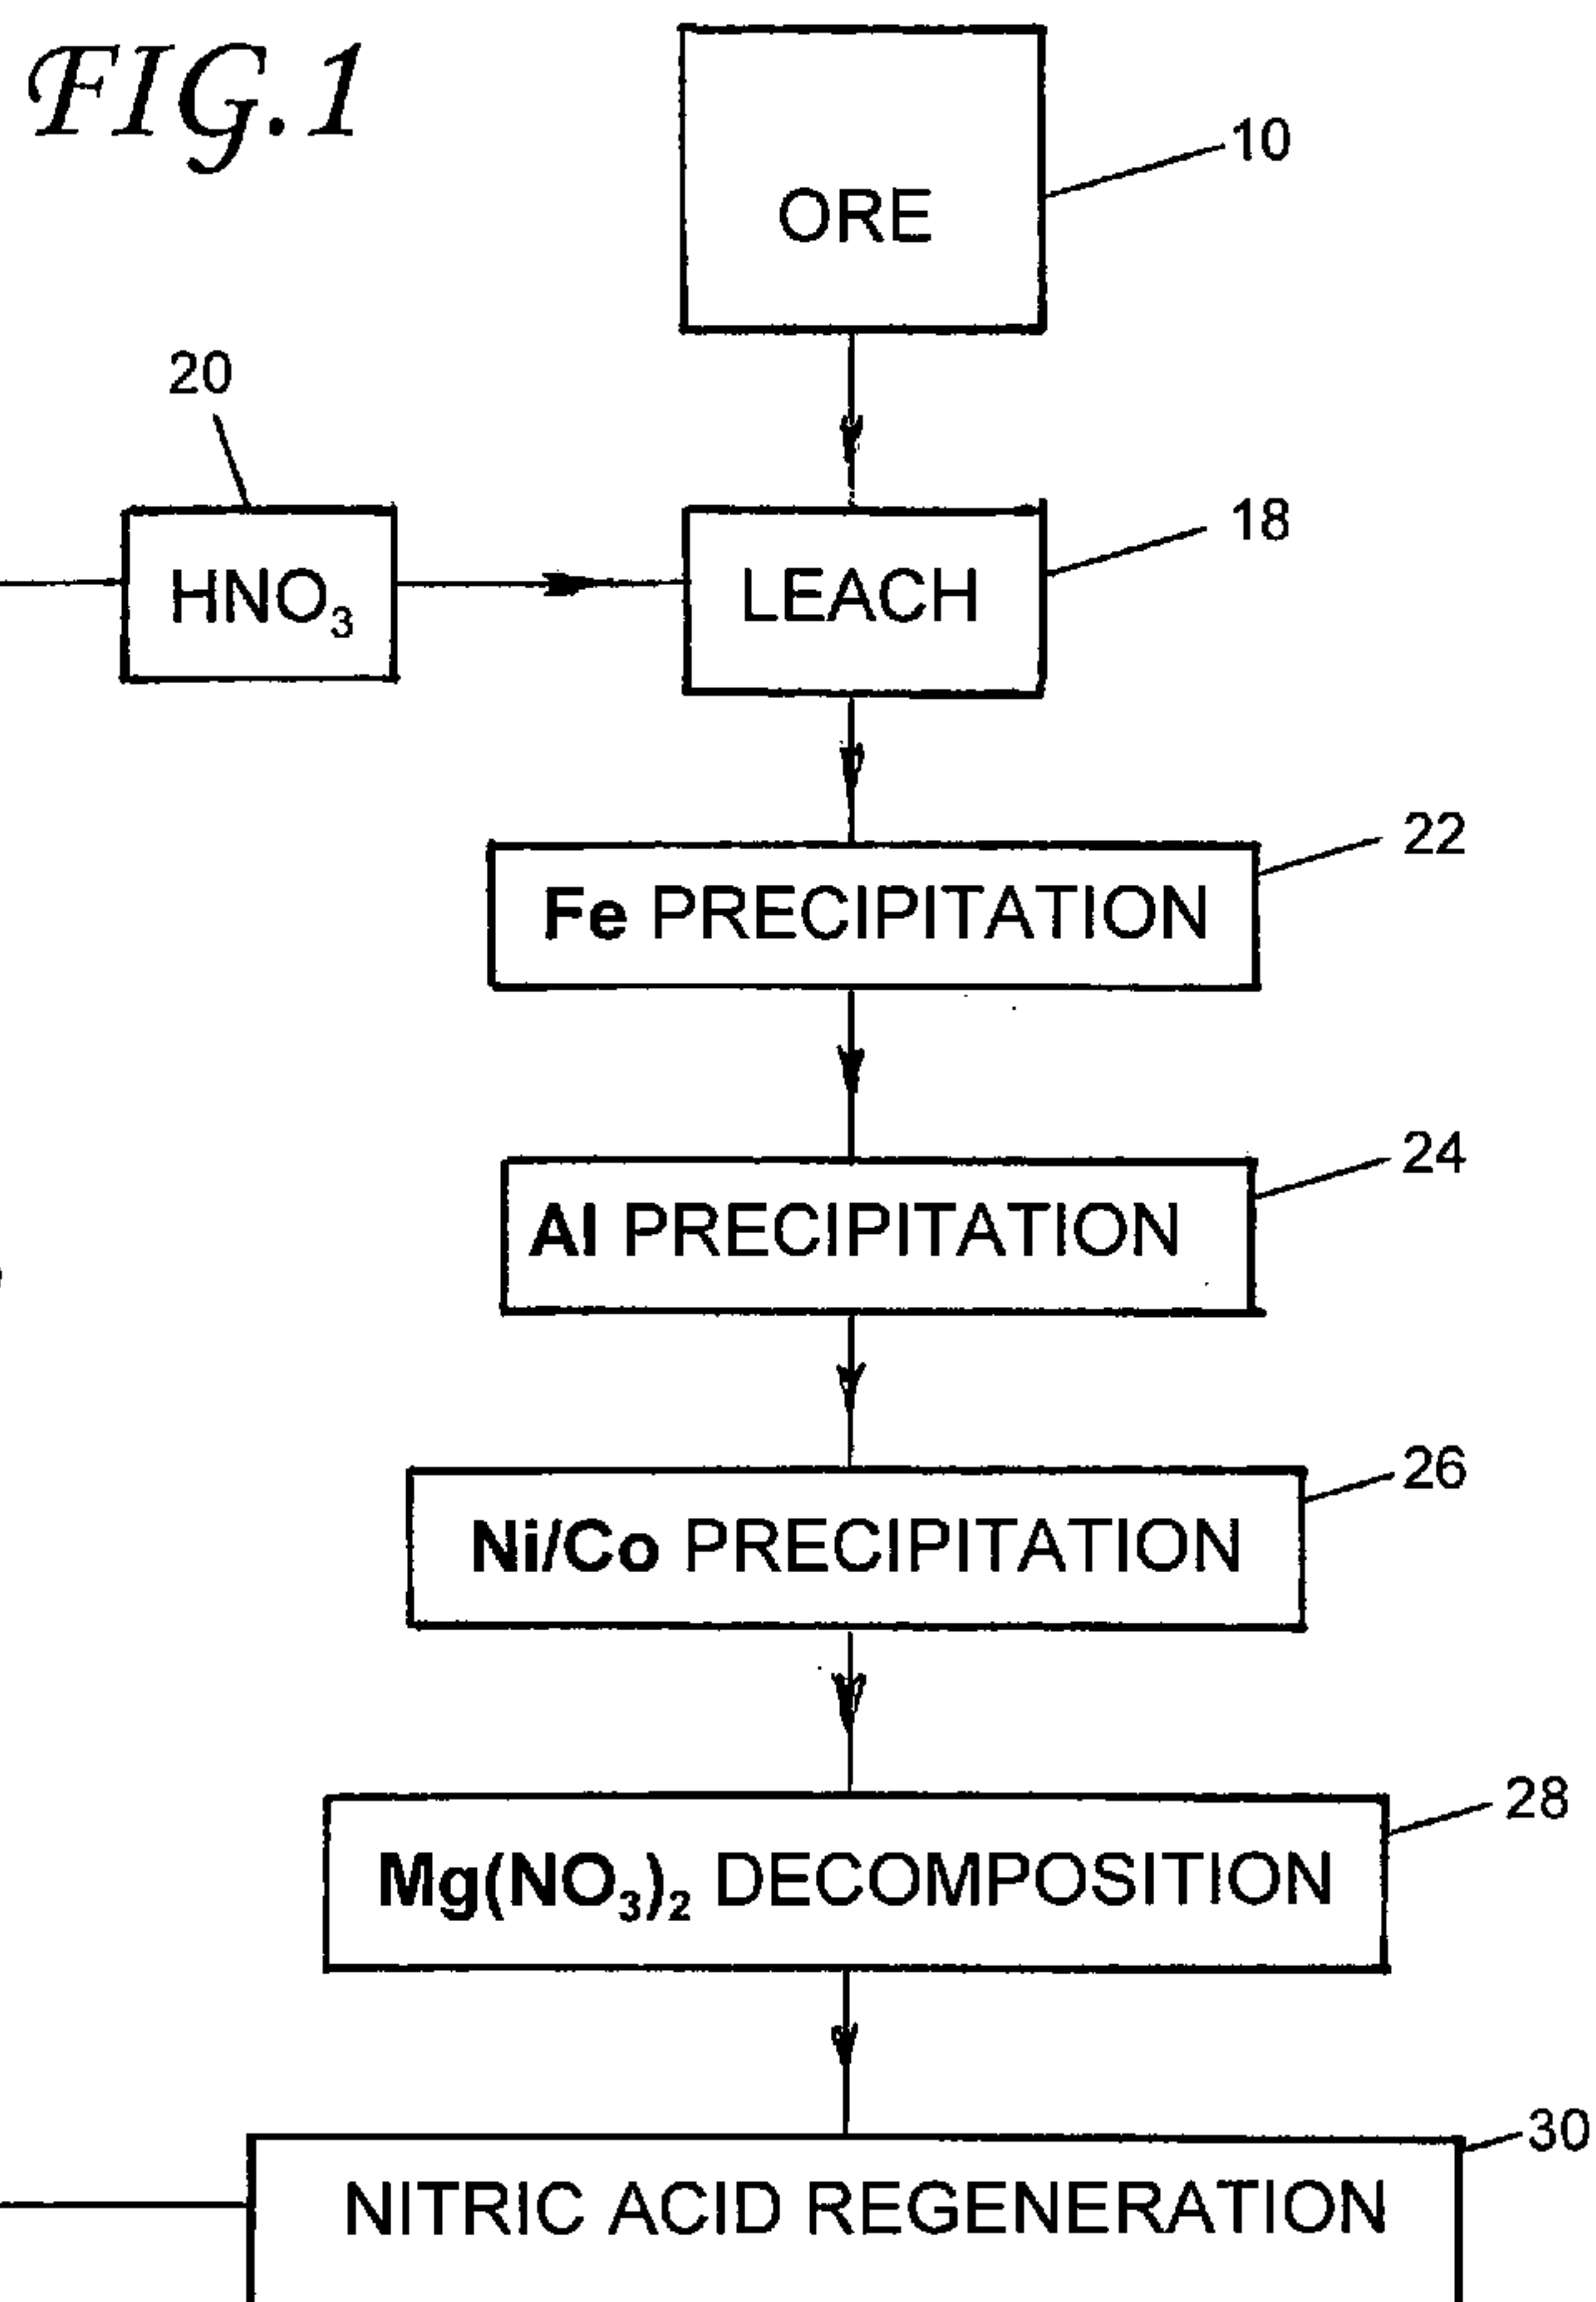 FIG.1
10
ORE
20
18
HNO₃
LEACH
22
Fe PRECIPITATION
24
Al PRECIPITATION
26
Ni/Co PRECIPITATION
28
Mg(NO₃)₂ DECOMPOSITION
30
NITRIC ACID REGENERATION